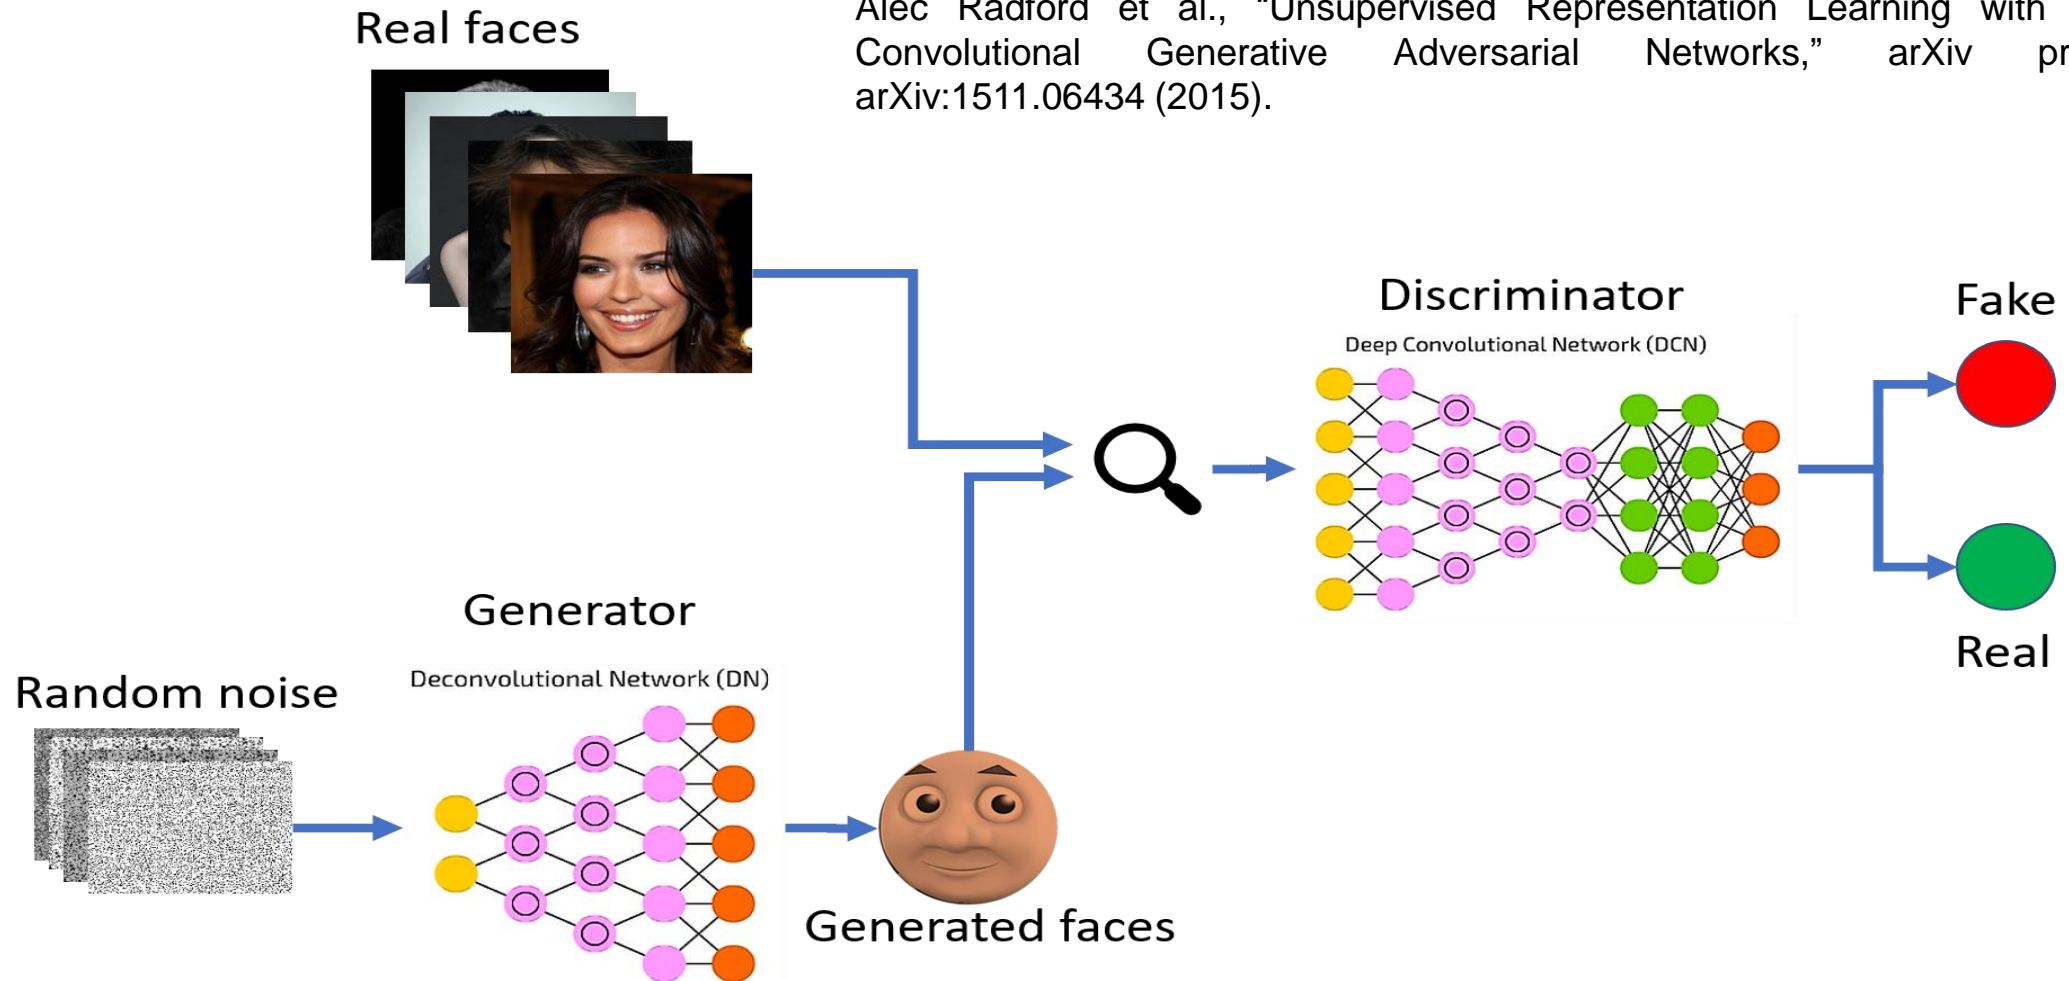 Real faces
Alec Radford et al., “Unsupervised Representation Learning with
Convolutional Generative Adversarial Networks,” arXiv
arXiv:1511.06434 (2015).
Discriminator
Deep Convolutional Network (DCN)
Fake
Real
Generator
Deconvolutional Network (DN)
Random noise
Generated faces